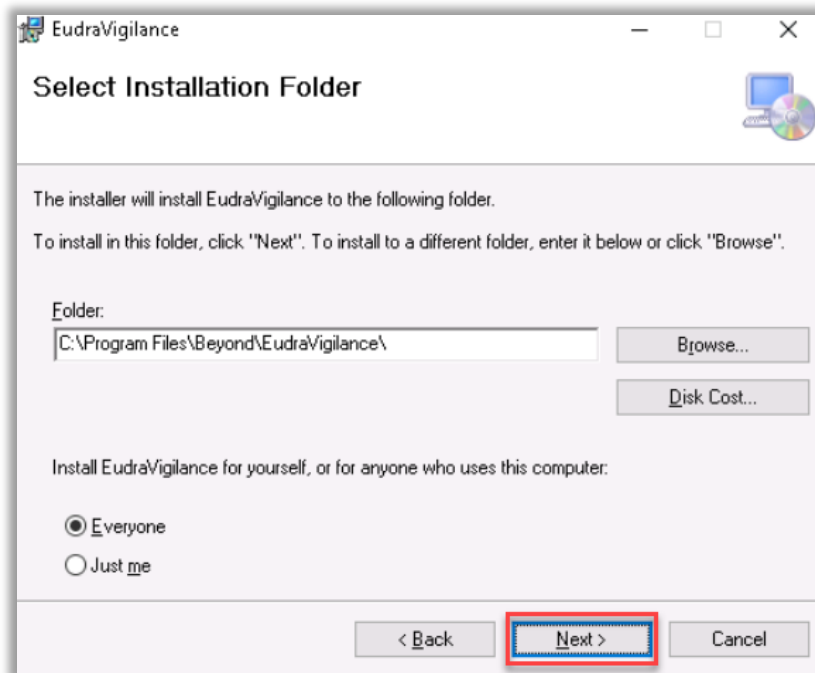 EudraVigilance
Select Installation Folder
The installer will install EudraVigilance to the following folder.
To install in this folder, click "Next". To install to a different folder, enter it below or click "Browse".
Folder:
C:\Program Files\Beyond\EudraVigilance\
Browse...
Disk Cost...
Install EudraVigilance for yourself, or for anyone who uses this computer:
Everyone
Just me
< Back
Next >
Cancel